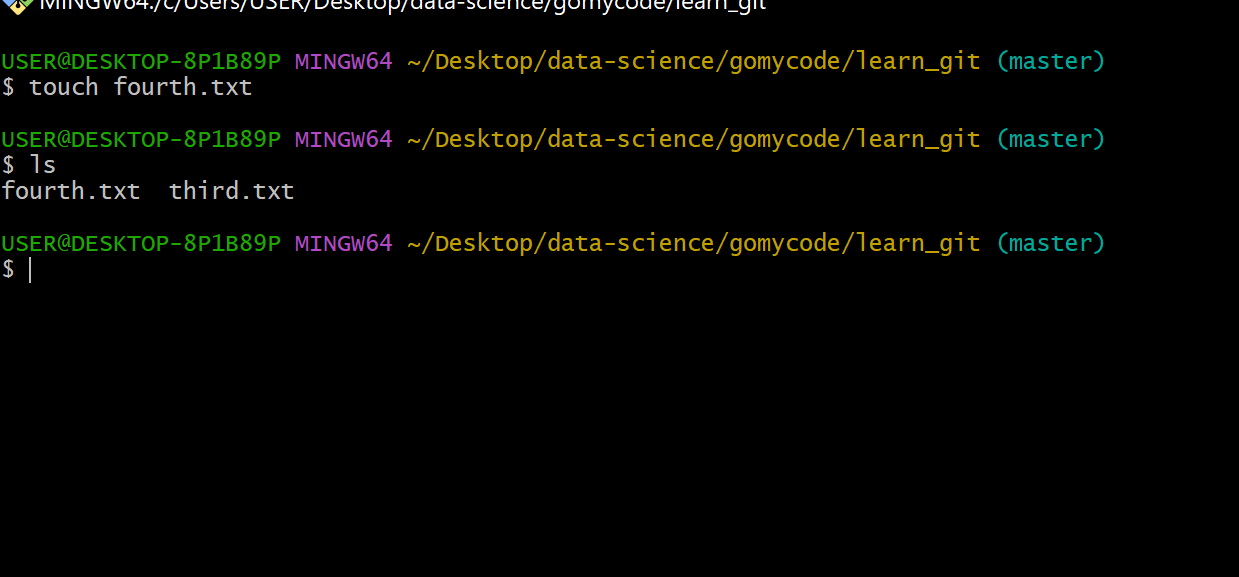 MINGW64:/c/Users/USER/Desktop/data-science/gomycode/learn_git
USER@DESKTOP-8P1B89P MINGW64 ~/Desktop/data-science/gomycode/learn_git (master)
$ touch fourth.txt
USER@DESKTOP-8P1B89P MINGW64 ~/Desktop/data-science/gomycode/learn_git (master)
$ ls
fourth.txt  third.txt
USER@DESKTOP-8P1B89P MINGW64 ~/Desktop/data-science/gomycode/learn_git (master)
$